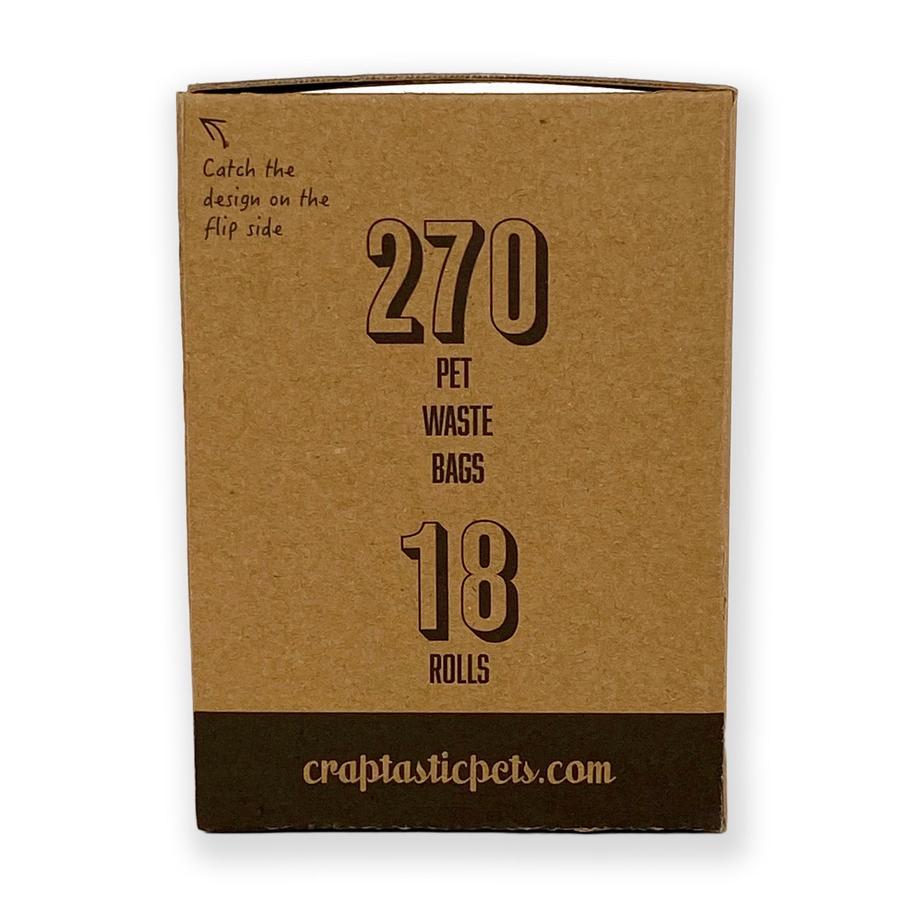 Catch the
design on the
flip side
270
PET
WASTE
BAGS
18
ROLLS
craptasticpets.com